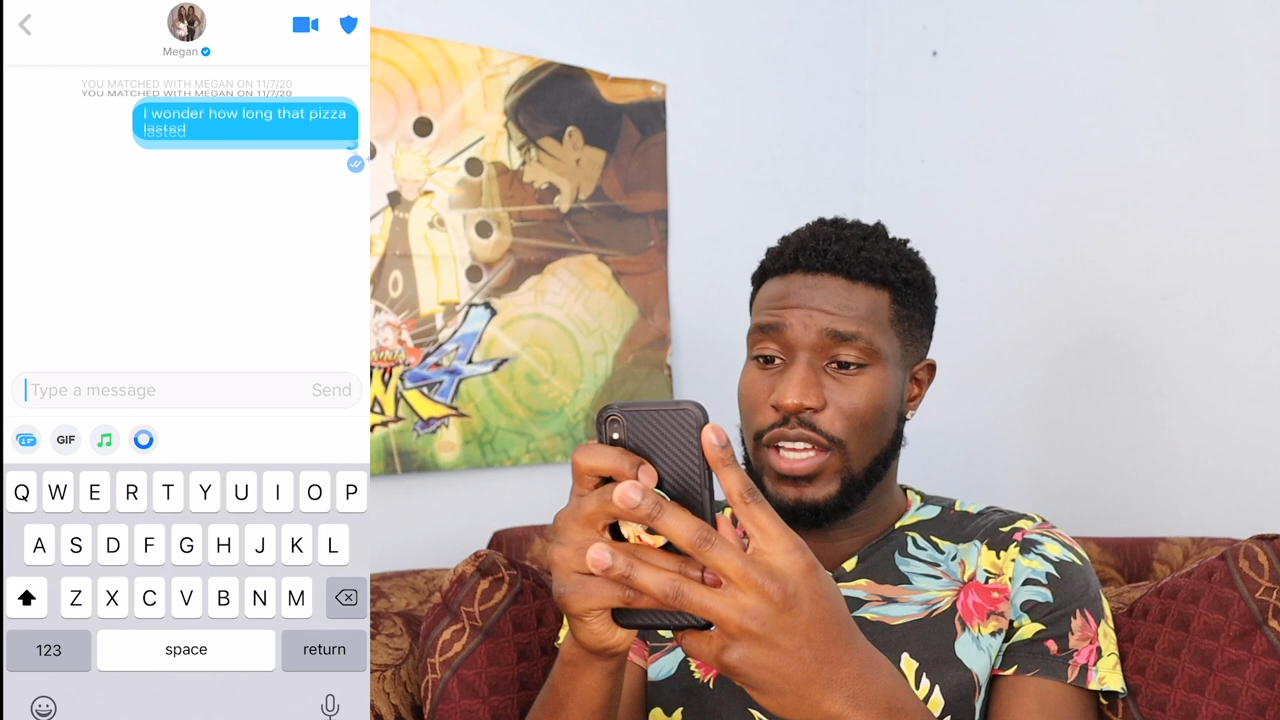 Megan
YOU MATCHED WITH MEGAN ON 11/7/20
YOU MATCHED WITH MEGAN ON 11/7/20
I wonder how long that pizza
lasted
Type a message
Send
GIF
Q W E R T Y U I O P
A S D F G H J K L
Z X C V B N M
123
space
return
4